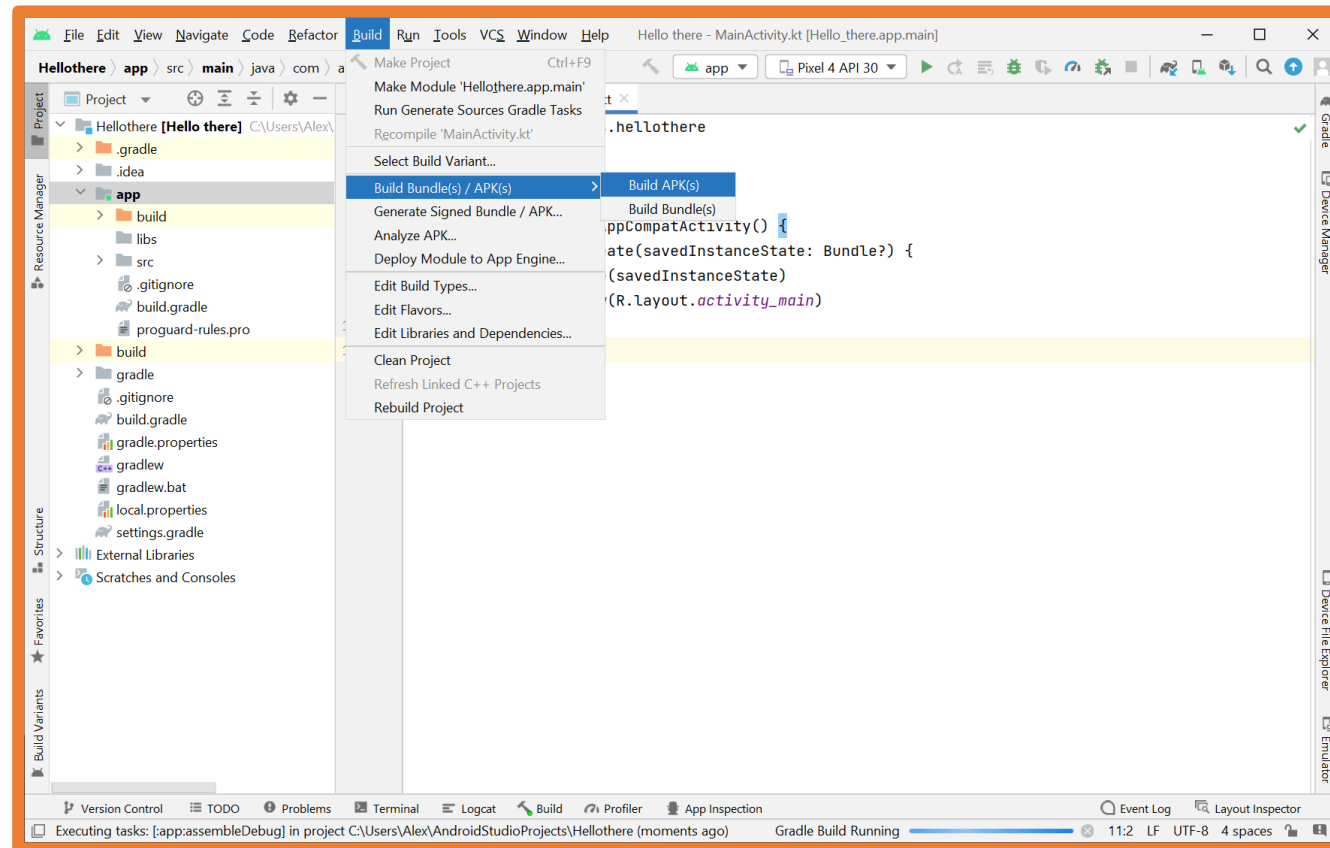 File Edit View Navigate Code Refactor Build Run Tools VCS Window Help Hello there - MainActivity.kt [Hello_there.app.main]
Hellothere app src main java com a
app Pixel 4 API 30
Project
Hellothere [Hello there] C:\Users\Alex\
.gradle
.idea
app
build
libs
src
.gitignore
build.gradle
proguard-rules.pro
build
gradle
.gitignore
build.gradle
gradle.properties
gradlew
gradlew.bat
local.properties
settings.gradle
External Libraries
Scratches and Consoles
Make Project Ctrl+F9
Make Module 'Hellothere.app.main'
Run Generate Sources Gradle Tasks
Recompile 'MainActivity.kt'
Select Build Variant...
Build Bundle(s) / APK(s)
Generate Signed Bundle / APK...
Analyze APK...
Deploy Module to App Engine...
Edit Build Types...
Edit Flavors...
Edit Libraries and Dependencies...
Clean Project
Refresh Linked C++ Projects
Rebuild Project
Build APK(s)
Build Bundle(s)
.hellothere
ppCompatActivity() {
ate(savedInstanceState: Bundle?) {
(savedInstanceState)
(R.layout.activity_main)
Project
Resource Manager
Structure
Favorites
Build Variants
Gradle
Device Manager
Device File Explorer
Emulator
Version Control TODO Problems Terminal Logcat Build Profiler App Inspection Event Log Layout Inspector
Executing tasks: [:app:assembleDebug] in project C:\Users\Alex\AndroidStudioProjects\Hellothere (moments ago) Gradle Build Running 11:2 LF UTF-8 4 spaces